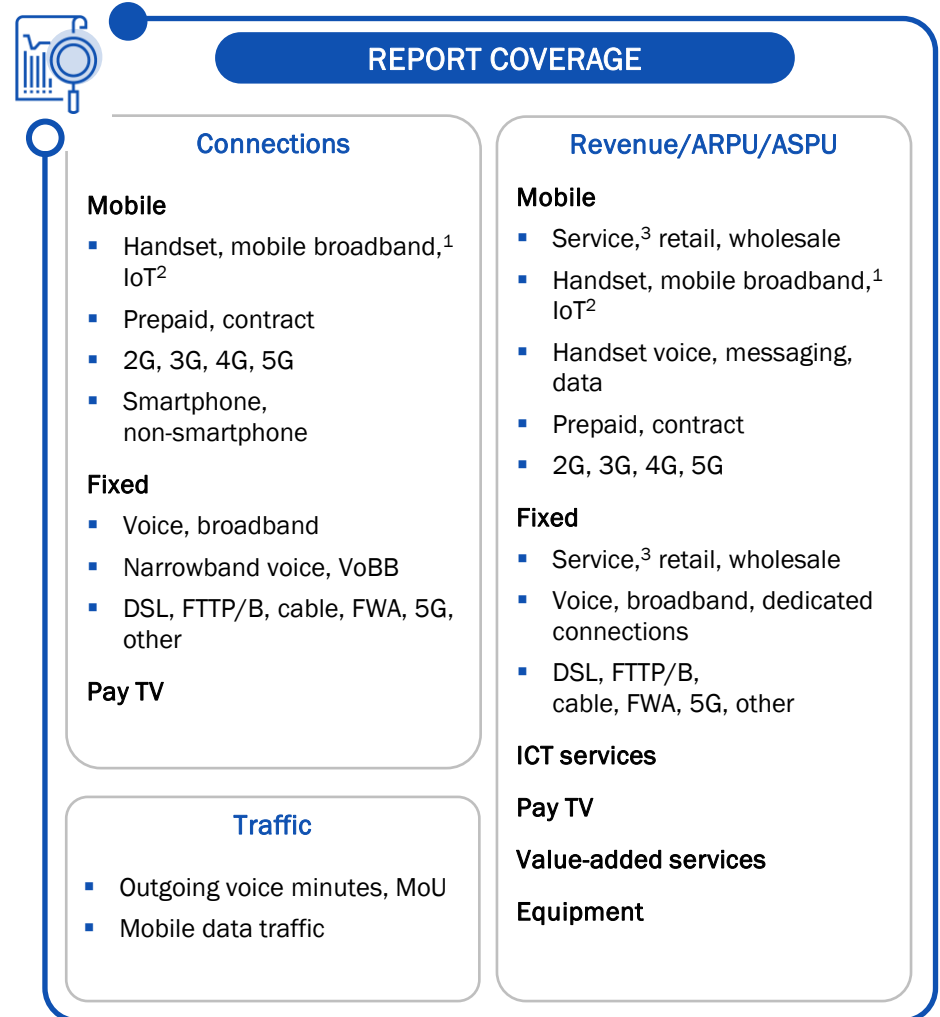 REPORT COVERAGE
Connections
Mobile
▪ Handset, mobile broadband,¹
IoT²
▪ Prepaid, contract
▪ 2G, 3G, 4G, 5G
▪ Smartphone,
non-smartphone
Fixed
▪ Voice, broadband
▪ Narrowband voice, VoBB
▪ DSL, FTTP/B, cable, FWA, 5G,
other
Pay TV
Traffic
▪ Outgoing voice minutes, MoU
▪ Mobile data traffic
Revenue/ARPU/ASPU
Mobile
▪ Service,³ retail, wholesale
▪ Handset, mobile broadband,¹
IoT²
▪ Handset voice, messaging,
data
▪ Prepaid, contract
▪ 2G, 3G, 4G, 5G
Fixed
▪ Service,³ retail, wholesale
▪ Voice, broadband, dedicated
connections
▪ DSL, FTTP/B,
cable, FWA, 5G, other
ICT services
Pay TV
Value-added services
Equipment